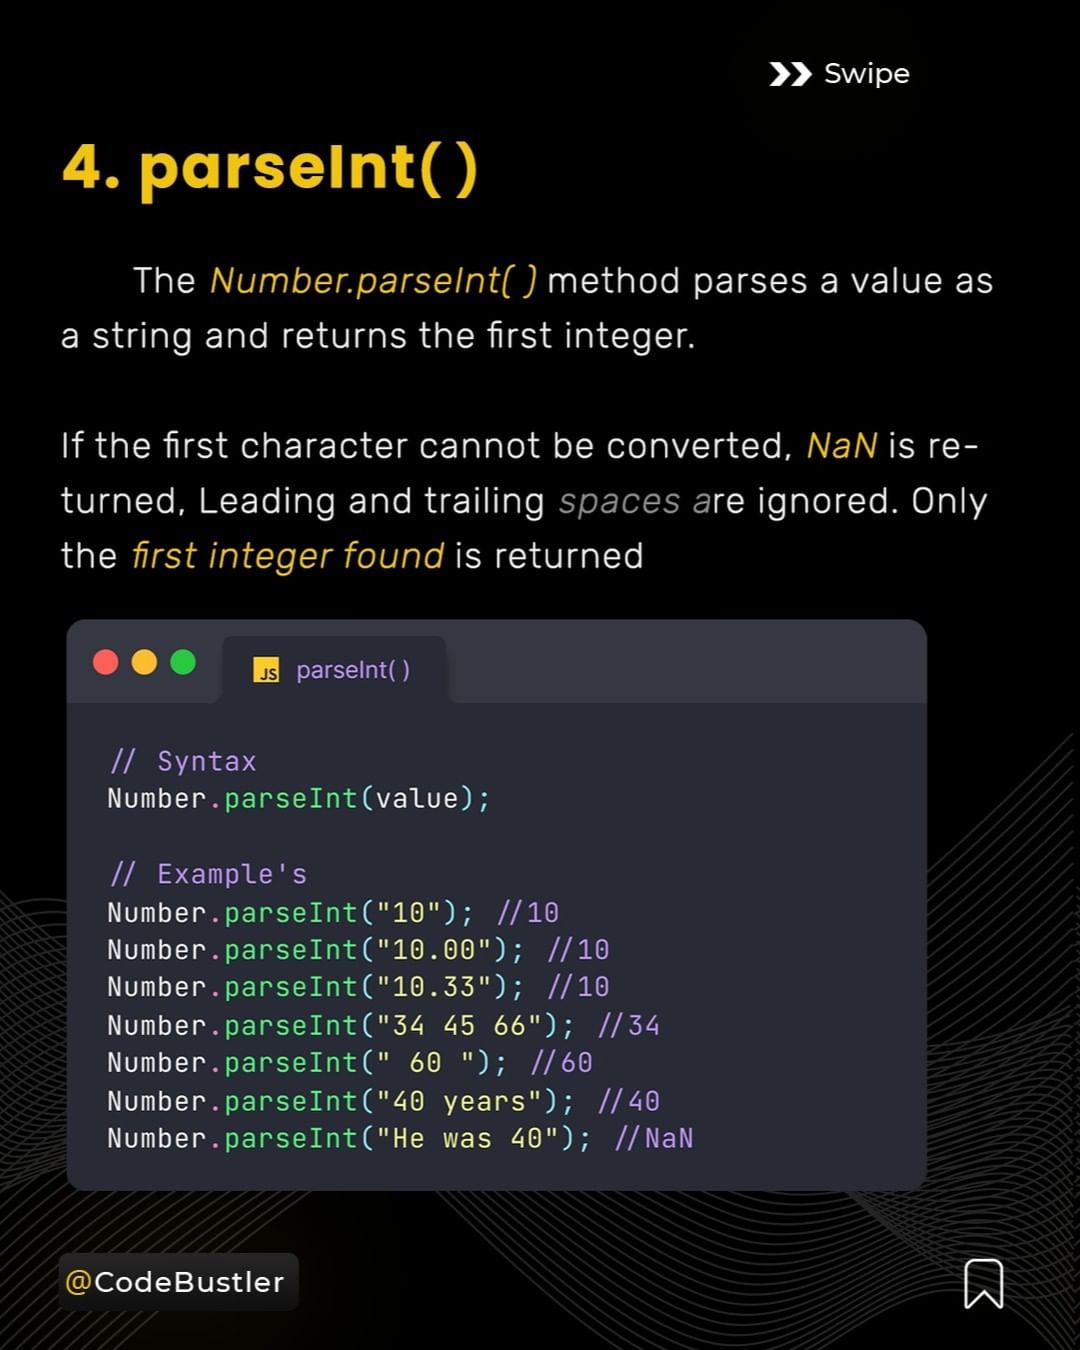 Swipe
4. parseInt( )
The Number.parseInt( ) method parses a value as
a string and returns the first integer.
If the first character cannot be converted, NaN is re-
turned, Leading and trailing spaces are ignored. Only
the first integer found is returned
JS parseInt( )
// Syntax
Number.parseInt(value);
// Example's
Number.parseInt("10"); //10
Number.parseInt("10.00"); //10
Number.parseInt("10.33"); //10
Number.parseInt("34 45 66"); //34
Number.parseInt(" 60 "); //60
Number.parseInt("40 years"); //40
Number.parseInt("He was 40"); //NaN
@CodeBustler